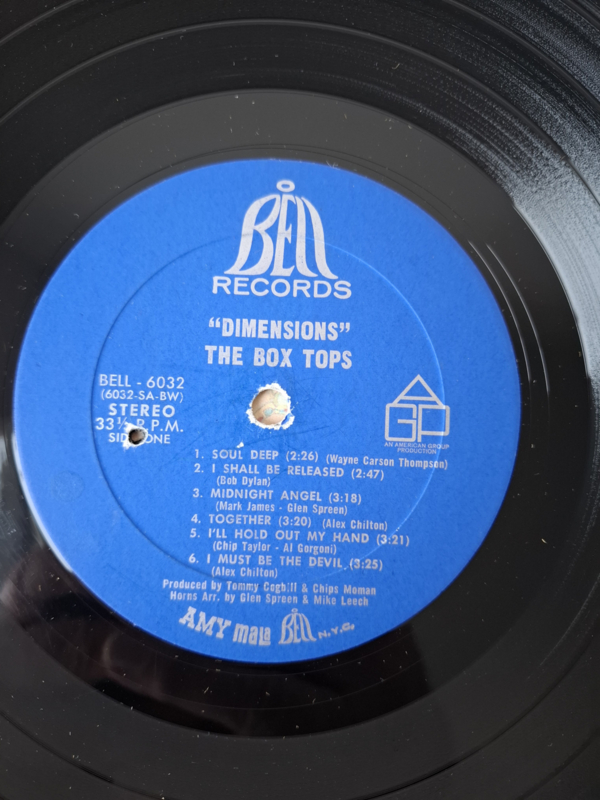 BELL
RECORDS
"DIMENSIONS"
THE BOX TOPS
BELL - 6032
(6032-SA-BW)
STEREO
33⅓ R.P.M.
SIDE ONE
AGP
AN AMERICAN GROUP
PRODUCTION
1. SOUL DEEP (2:26) (Wayne Carson Thompson)
2. I SHALL BE RELEASED (2:47)
(Bob Dylan)
3. MIDNIGHT ANGEL (3:18)
(Mark James - Glen Spreen)
4. TOGETHER (3:20) (Alex Chilton)
5. I'LL HOLD OUT MY HAND (3:21)
(Chip Taylor - Al Gorgoni)
6. I MUST BE THE DEVIL (3:25)
(Alex Chilton)
Produced by Tommy Cogbill & Chips Moman
Horns Arr. by Glen Spreen & Mike Leech
AMY mala BELL N.Y.C.